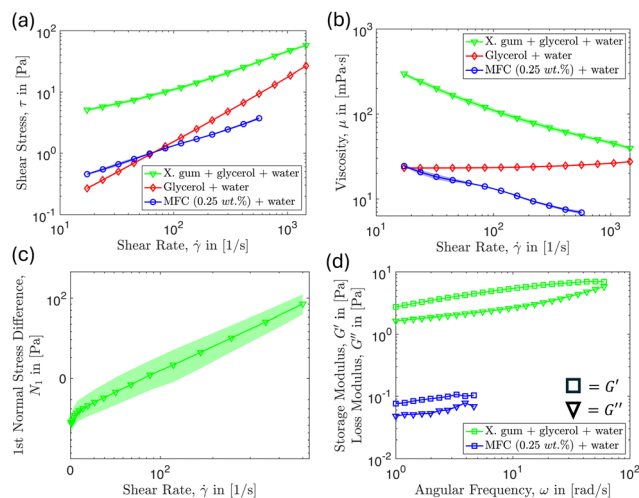 (a)
Shear Stress, τ in [Pa]
10²
10¹
10⁰
10⁻¹
X. gum + glycerol + water
Glycerol + water
MFC (0.25 wt.%) + water
10¹
10²
10³
Shear Rate, γ̇ in [1/s]
(b)
Viscosity, μ in [mPa·s]
10³
10²
10¹
X. gum + glycerol + water
Glycerol + water
MFC (0.25 wt.%) + water
10¹
10²
10³
Shear Rate, γ̇ in [1/s]
(c)
1st Normal Stress Difference,
N₁ in [Pa]
10²
0
0
10²
Shear Rate, γ̇ in [1/s]
(d)
Storage Modulus, G′ in [Pa]
Loss Modulus, G″ in [Pa]
10¹
10⁰
10⁻¹
10⁻²
= G′
= G″
X. gum + glycerol + water
MFC (0.25 wt.%) + water
10⁰
10¹
10²
Angular Frequency, ω in [rad/s]